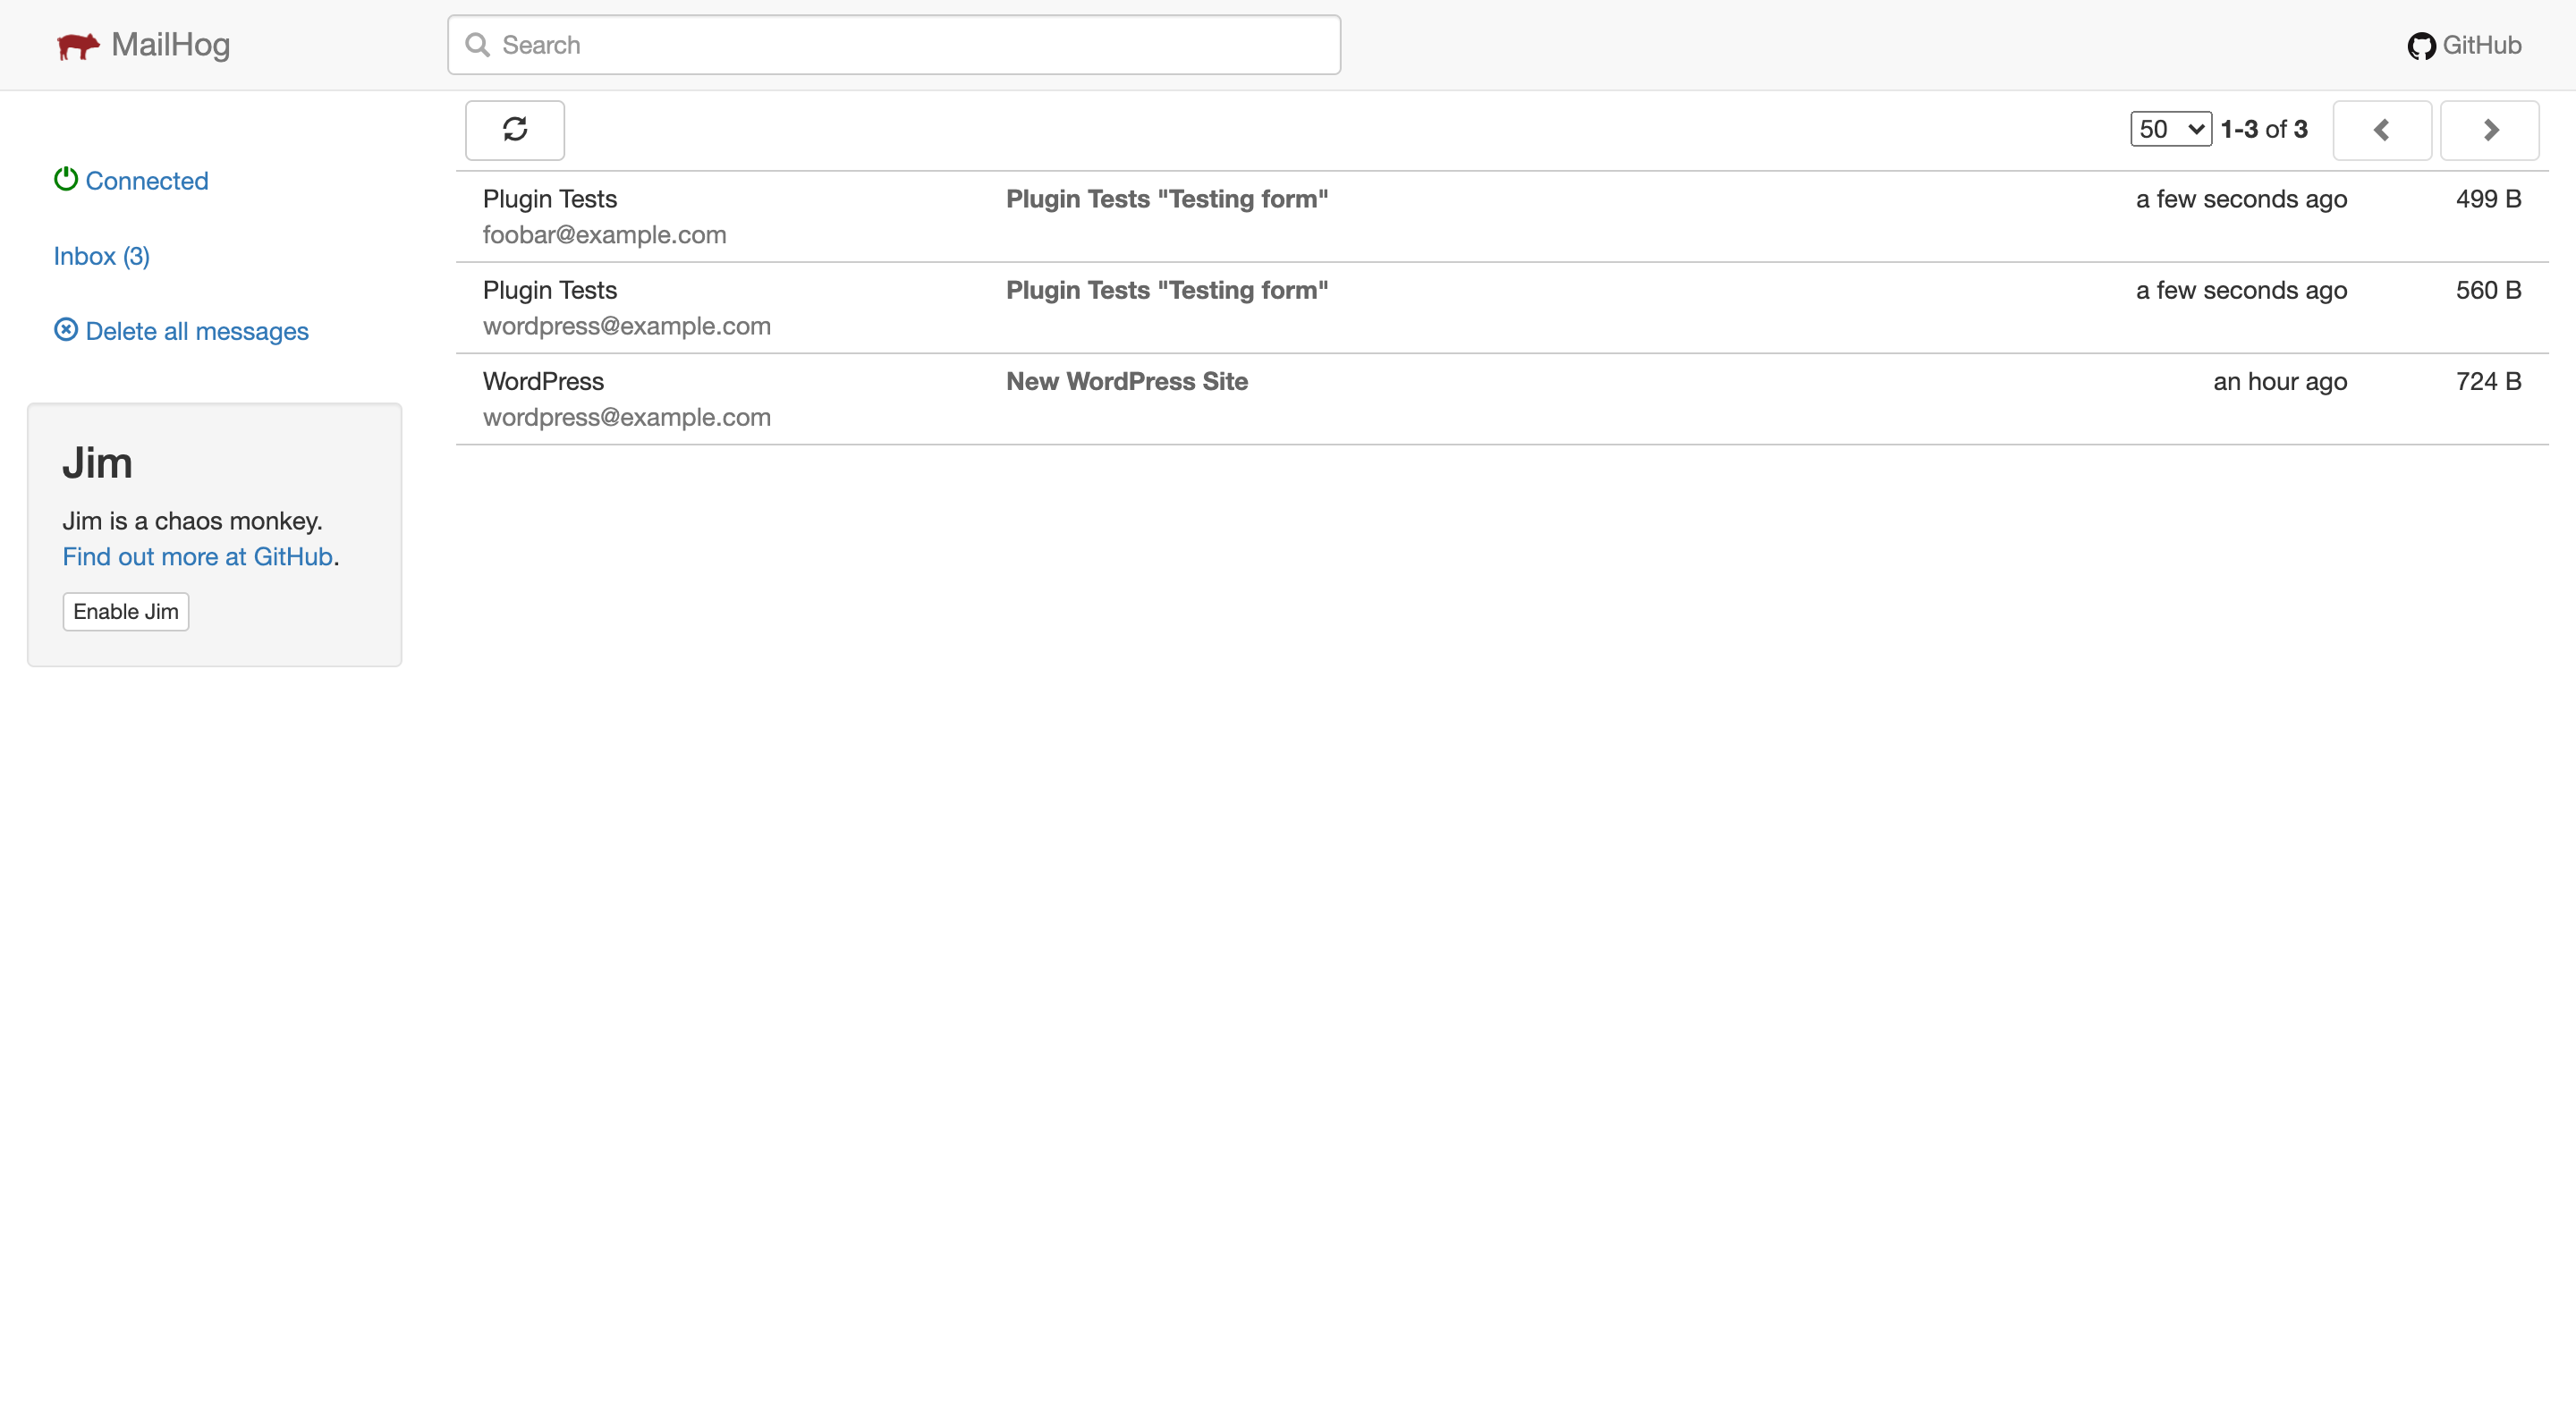 MailHog
Search
GitHub
50 1-3 of 3
Connected
Inbox (3)
Delete all messages
Jim
Jim is a chaos monkey.
Find out more at GitHub.
Enable Jim
Plugin Tests Plugin Tests "Testing form" a few seconds ago 499 B
foobar@example.com
Plugin Tests Plugin Tests "Testing form" a few seconds ago 560 B
wordpress@example.com
WordPress New WordPress Site an hour ago 724 B
wordpress@example.com